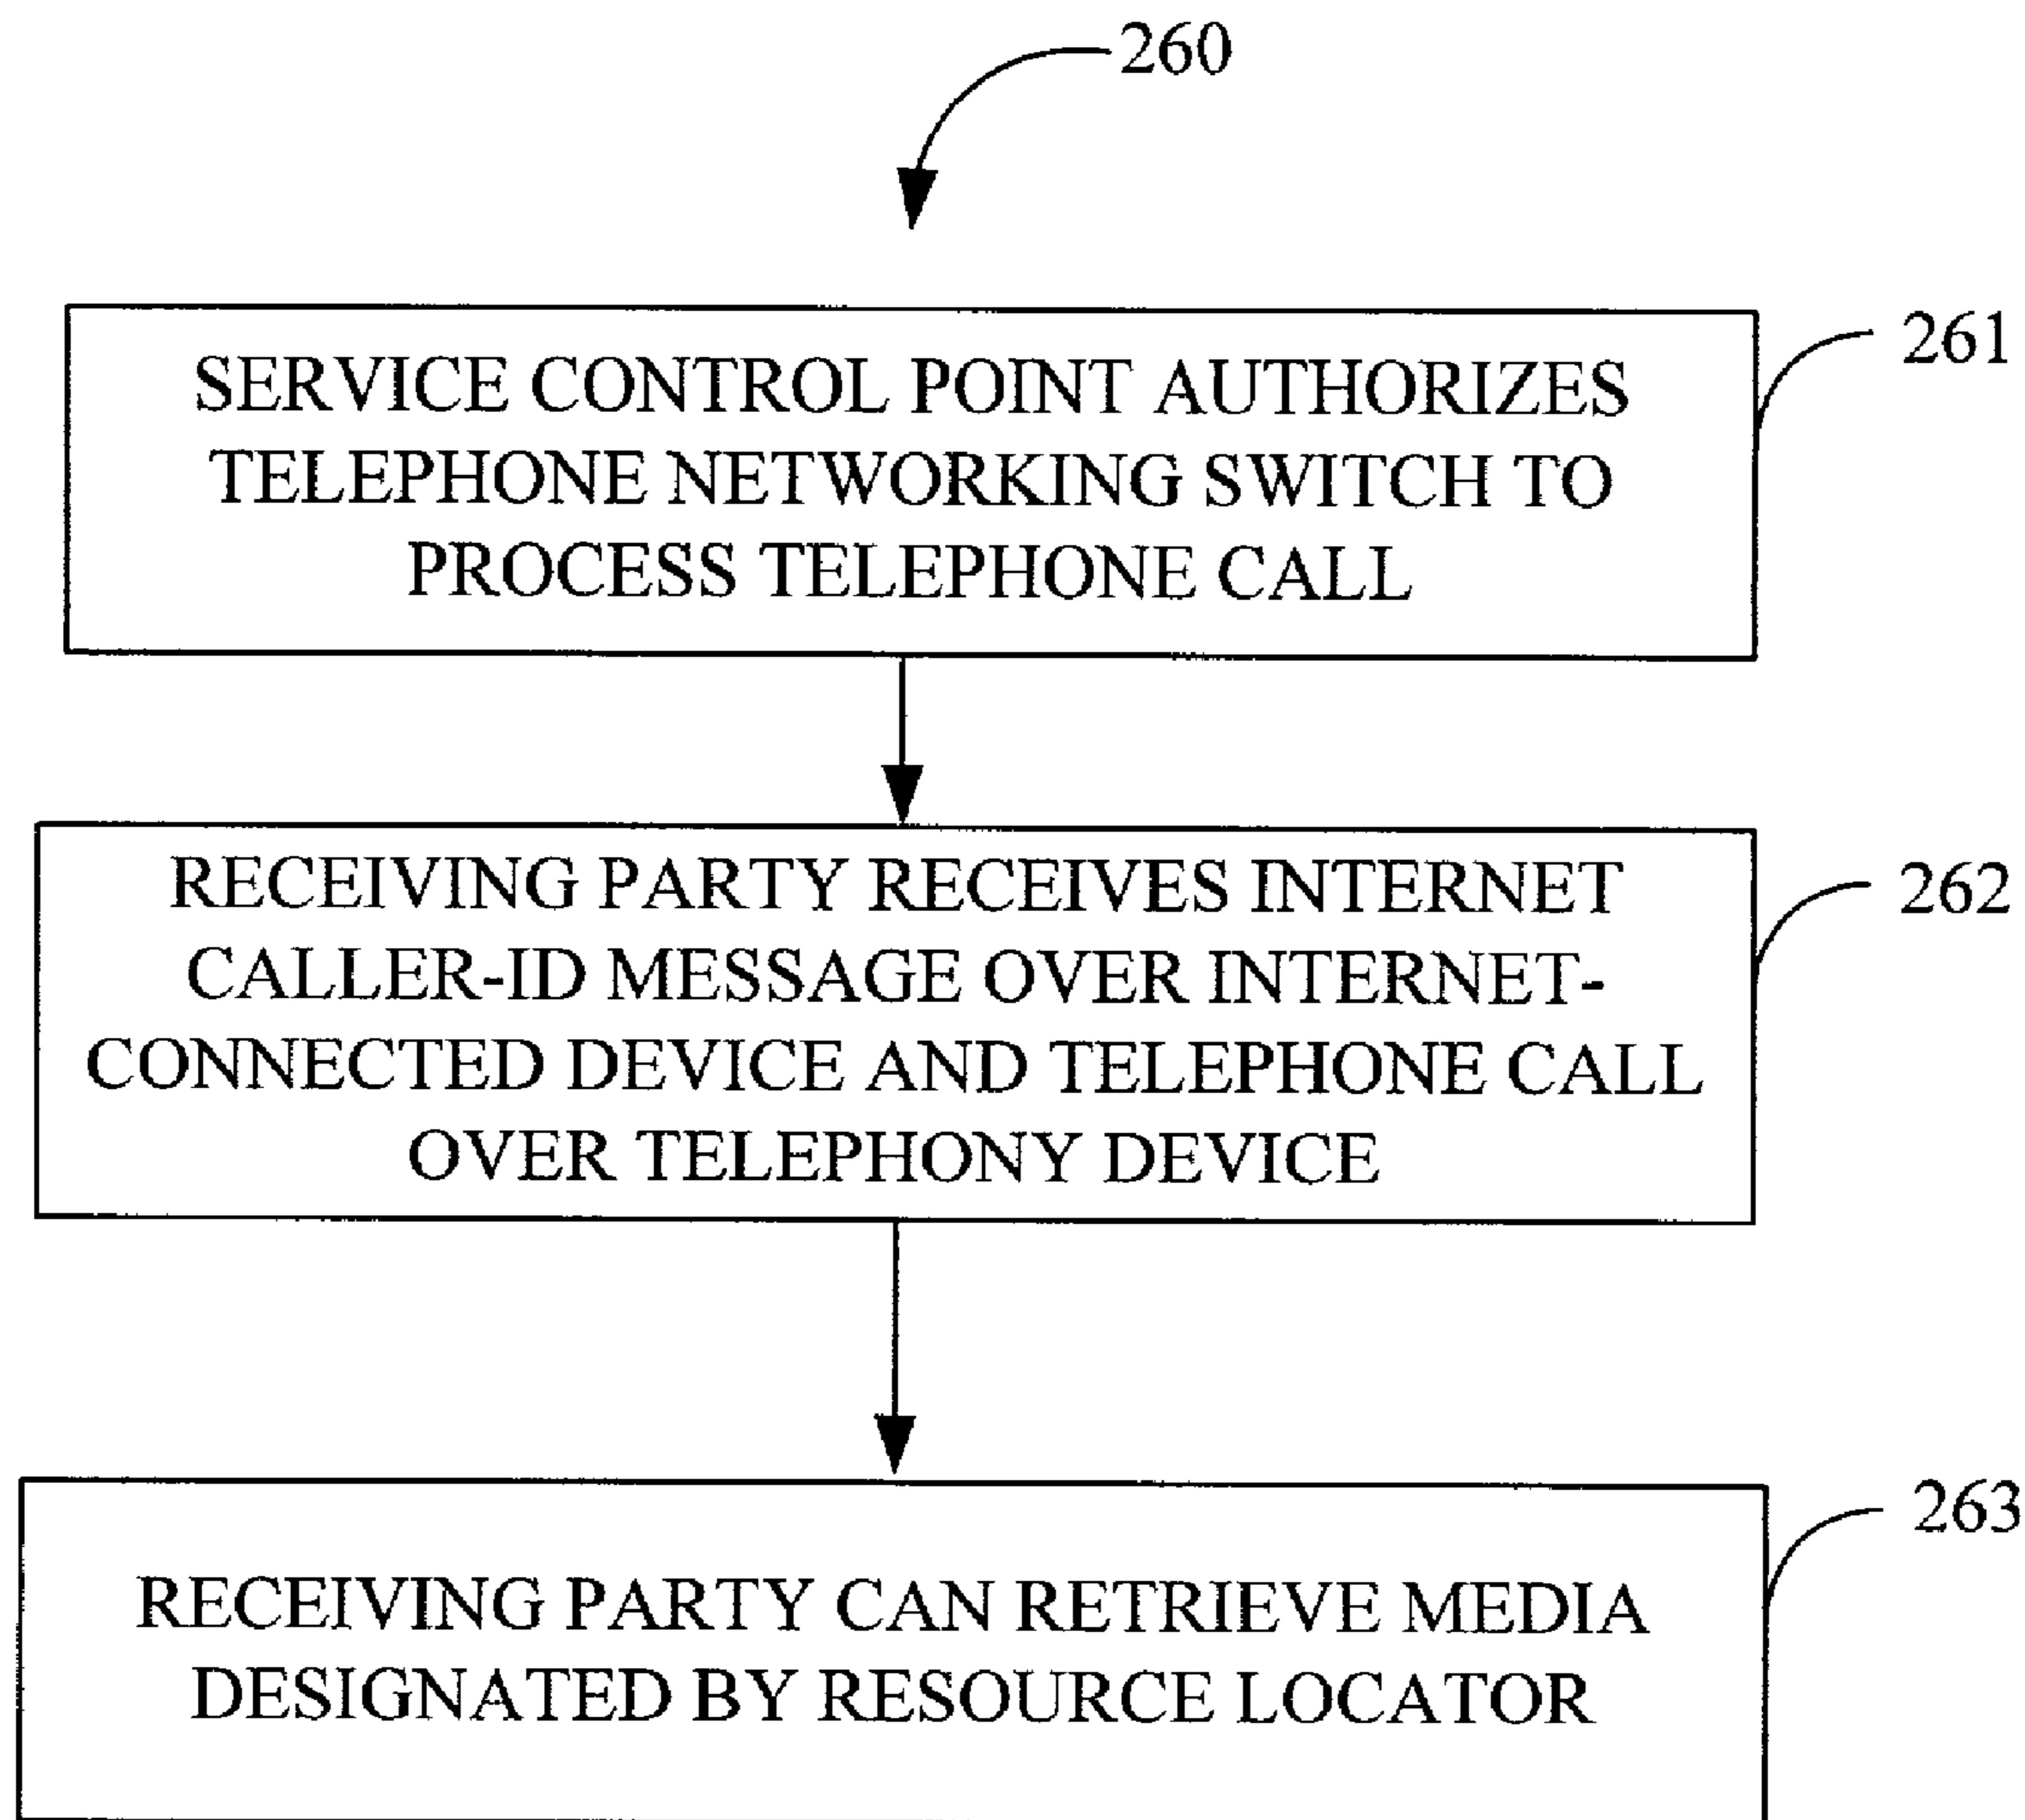 260
SERVICE CONTROL POINT AUTHORIZES
261
TELEPHONE NETWORKING SWITCH TO
PROCESS TELEPHONE CALL
RECEIVING PARTY RECEIVES INTERNET
262
CALLER-ID MESSAGE OVER INTERNET-
CONNECTED DEVICE AND TELEPHONE CALL
OVER TELEPHONY DEVICE
263
RECEIVING PARTY CAN RETRIEVE MEDIA
DESIGNATED BY RESOURCE LOCATOR